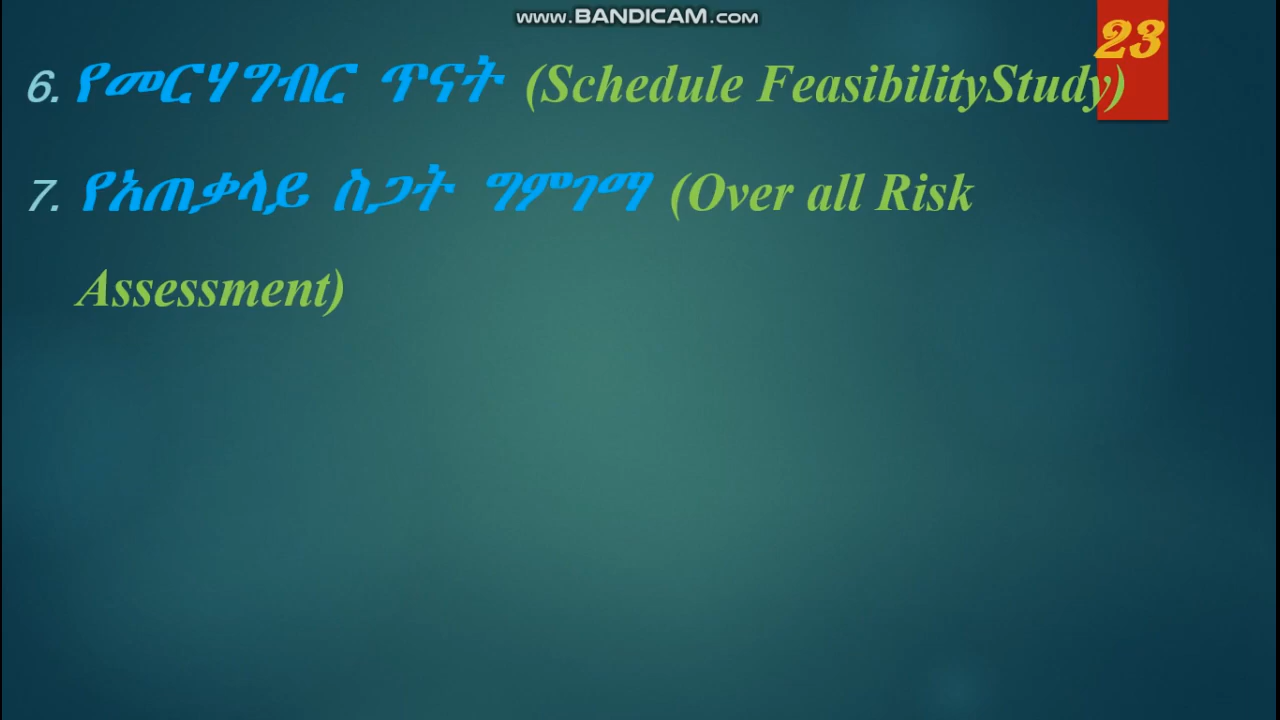 www.BANDICAM.com
23
6. የመርሃግብር ጥናት (Schedule FeasibilityStudy)
7. የአጠቃላይ ስጋት ግምገማ (Over all Risk
Assessment)